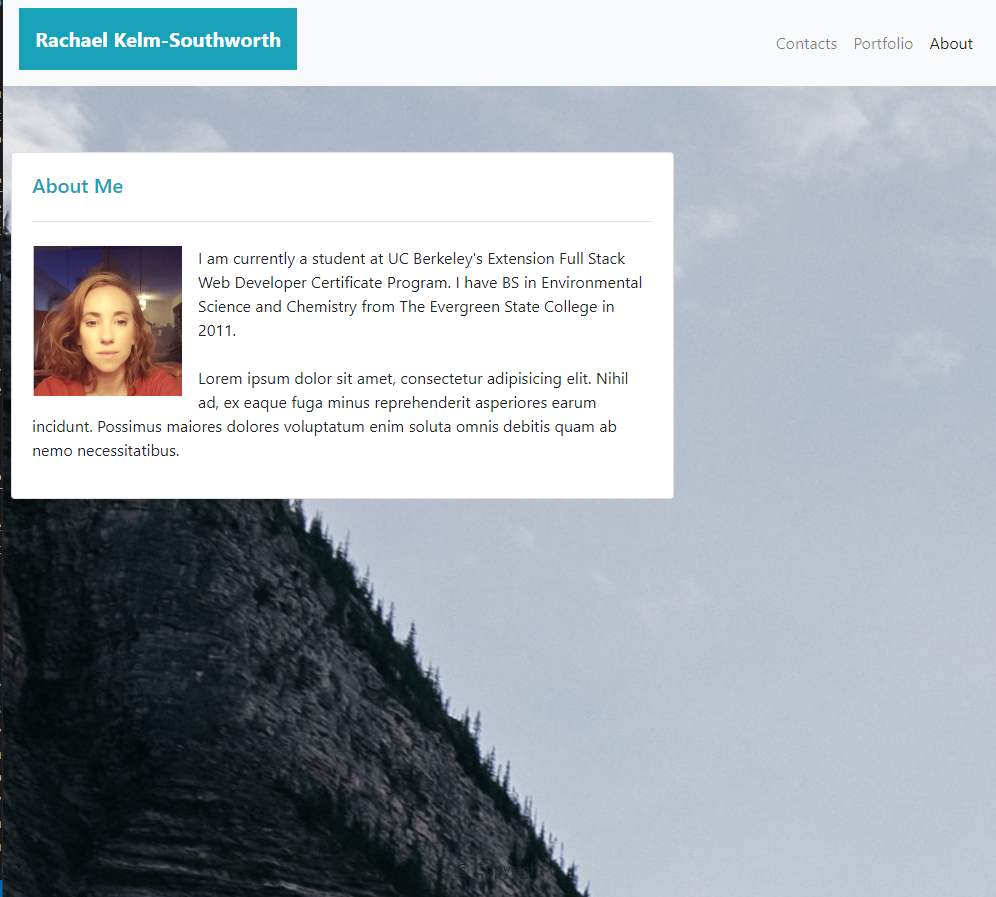 Rachael Kelm-Southworth
Contacts Portfolio About
About Me
I am currently a student at UC Berkeley's Extension Full Stack
Web Developer Certificate Program. I have BS in Environmental
Science and Chemistry from The Evergreen State College in
2011.
Lorem ipsum dolor sit amet, consectetur adipisicing elit. Nihil
ad, ex eaque fuga minus reprehenderit asperiores earum
incidunt. Possimus maiores dolores voluptatum enim soluta omnis debitis quam ab
nemo necessitatibus.